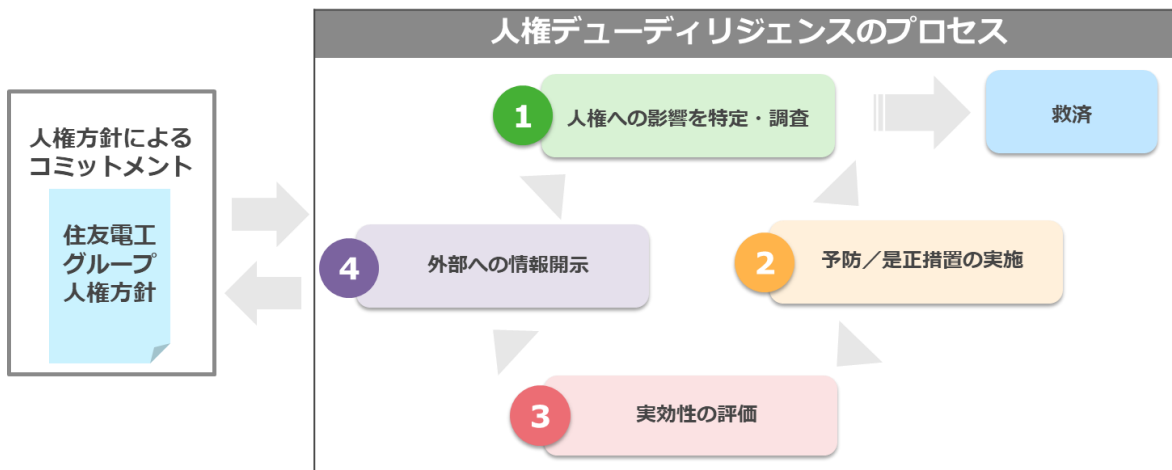 人権デューディリジェンスのプロセス
人権方針による
コミットメント
住友電工
グループ
人権方針
1
人権への影響を特定・調査
救済
2
予防／是正措置の実施
3
実効性の評価
4
外部への情報開示